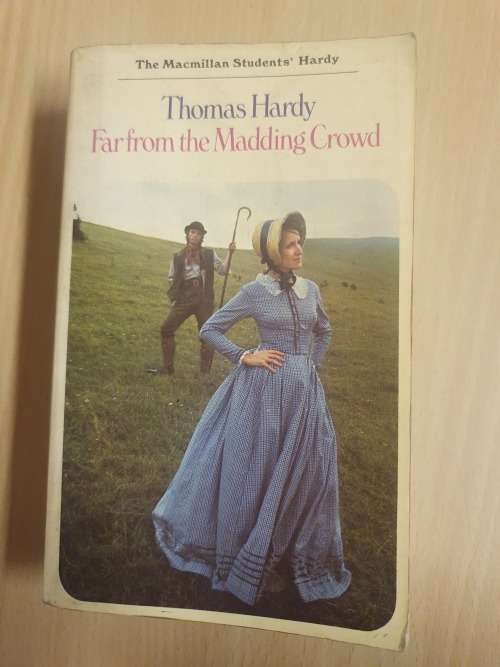 The Macmillan Students' Hardy
Thomas Hardy
Far from the Madding Crowd